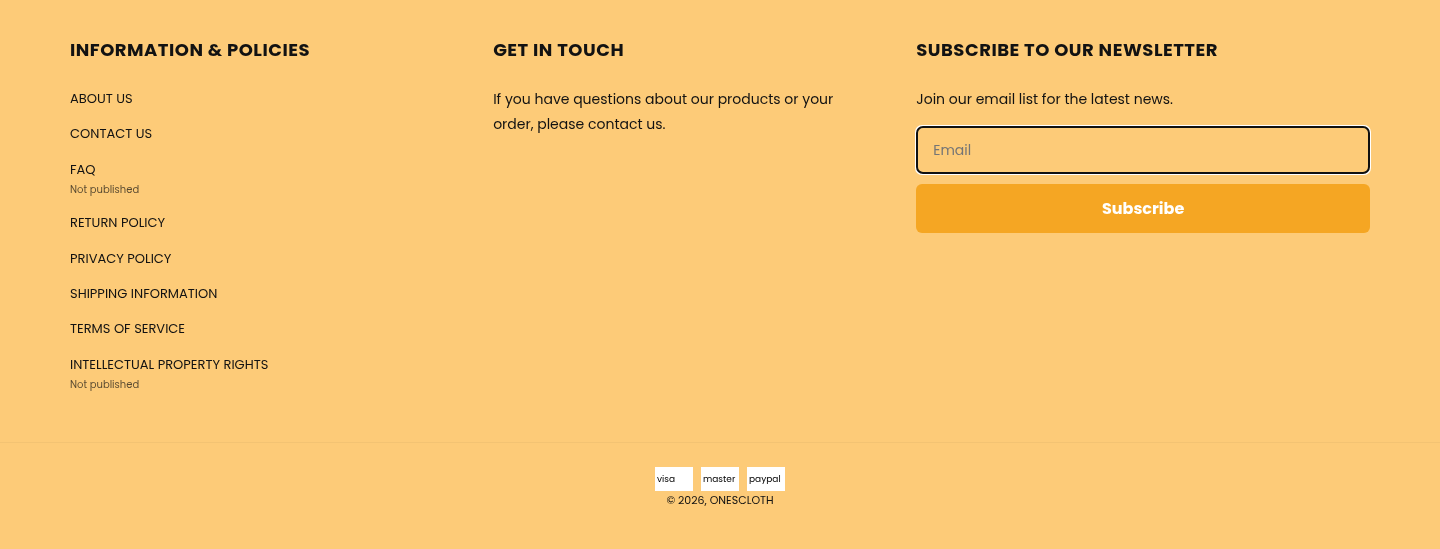 INFORMATION & POLICIES
ABOUT US
CONTACT US
FAQ
Not published
RETURN POLICY
PRIVACY POLICY
SHIPPING INFORMATION
TERMS OF SERVICE
INTELLECTUAL PROPERTY RIGHTS
Not published
GET IN TOUCH
If you have questions about our products or your
order, please contact us.
SUBSCRIBE TO OUR NEWSLETTER
Join our email list for the latest news.
Email
Subscribe
visa master paypal
© 2026, ONESCLOTH